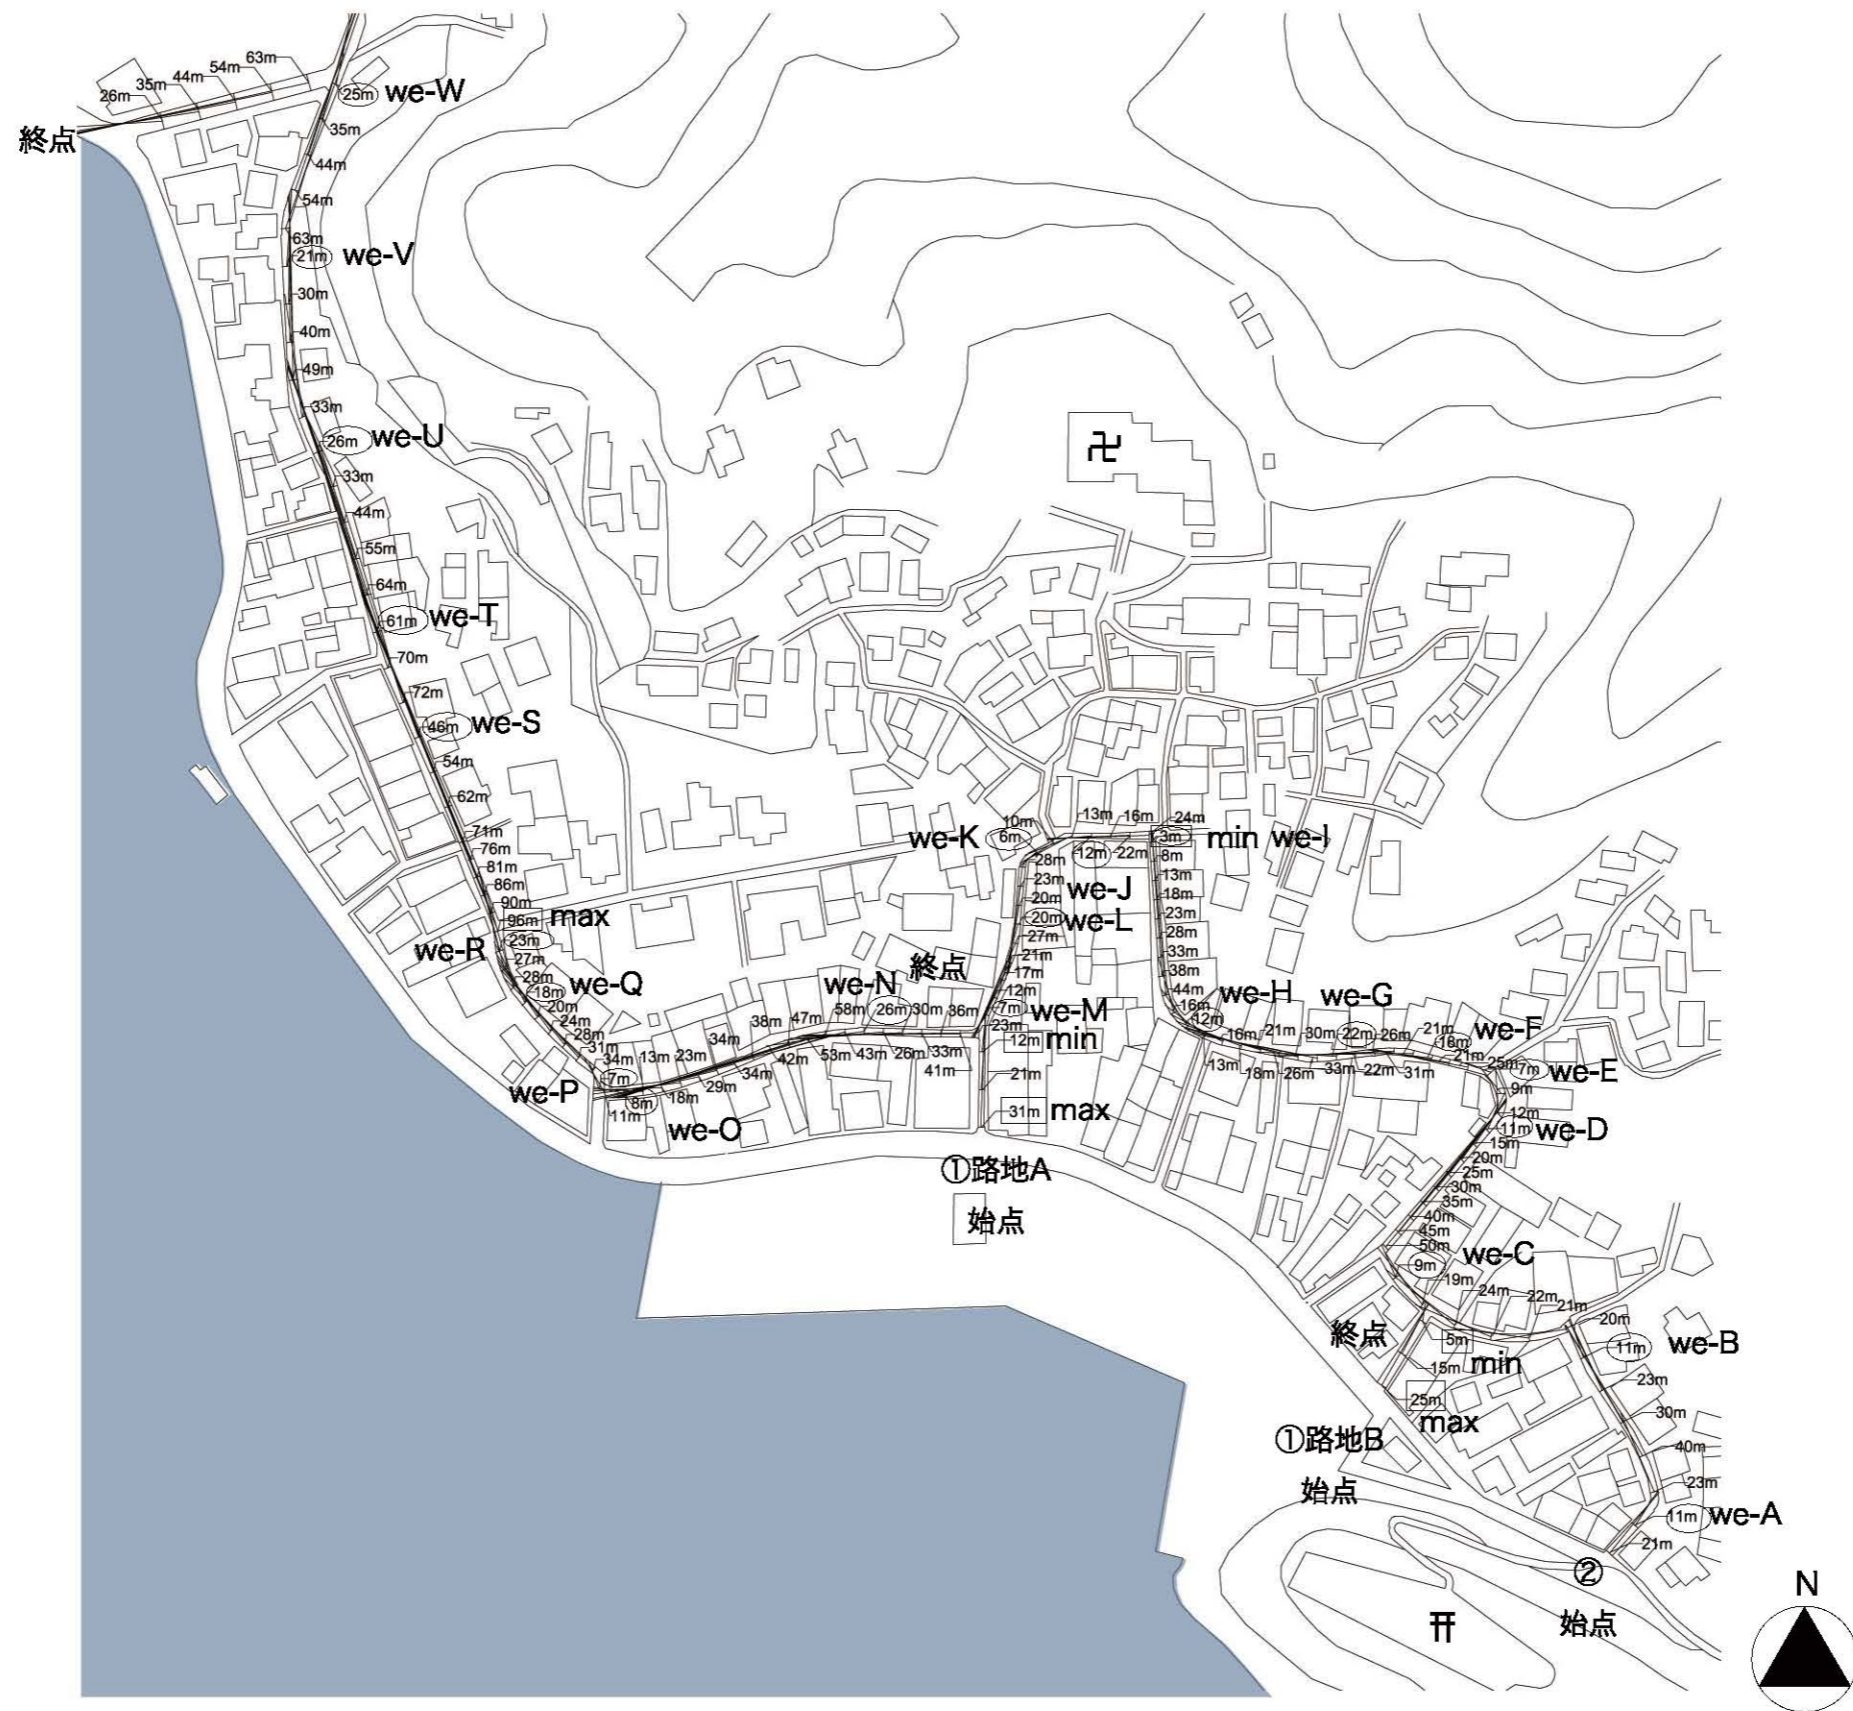 63m
54m
44m
35m
26m
25m we-W
終点
35m
44m
54m
63m
21m we-V
30m
40m
49m
33m
26m we-U
33m
44m
55m
64m
61m we-T
70m
72m
46m we-S
54m
62m
71m
76m
81m
86m
90m
96m max
we-R 23m
27m
28m
18m we-Q
20m
24m
28m
31m
34m
7m
we-P
8m
11m
we-O
13m 23m 34m 38m 47m 58m 26m 30m 36m
we-N
18m 29m 34m 42m 53m 43m 26m 33m 41m
卍
we-K 6m
10m
13m 16m 24m
12m 22m
3m min we-I
28m
23m
we-J
20m
20m we-L
27m
21m
17m
12m
終点
7m we-M
23m
12m min
21m
31m max
①路地A
始点
8m
13m
18m
23m
28m
33m
38m
44m
16m
12m we-H
16m 21m 30m 22m 26m 21m
we-G
18m we-F
21m
13m 18m 26m 33m 22m 31m
25m
7m we-E
9m
12m
11m we-D
15m
20m
25m
30m
35m
40m
45m
50m
9m we-C
19m
24m
22m
21m
20m
11m we-B
終点
5m
15m min
25m
max
23m
30m
40m
23m
11m we-A
21m
①路地B
始点
②
始点
⛩
N